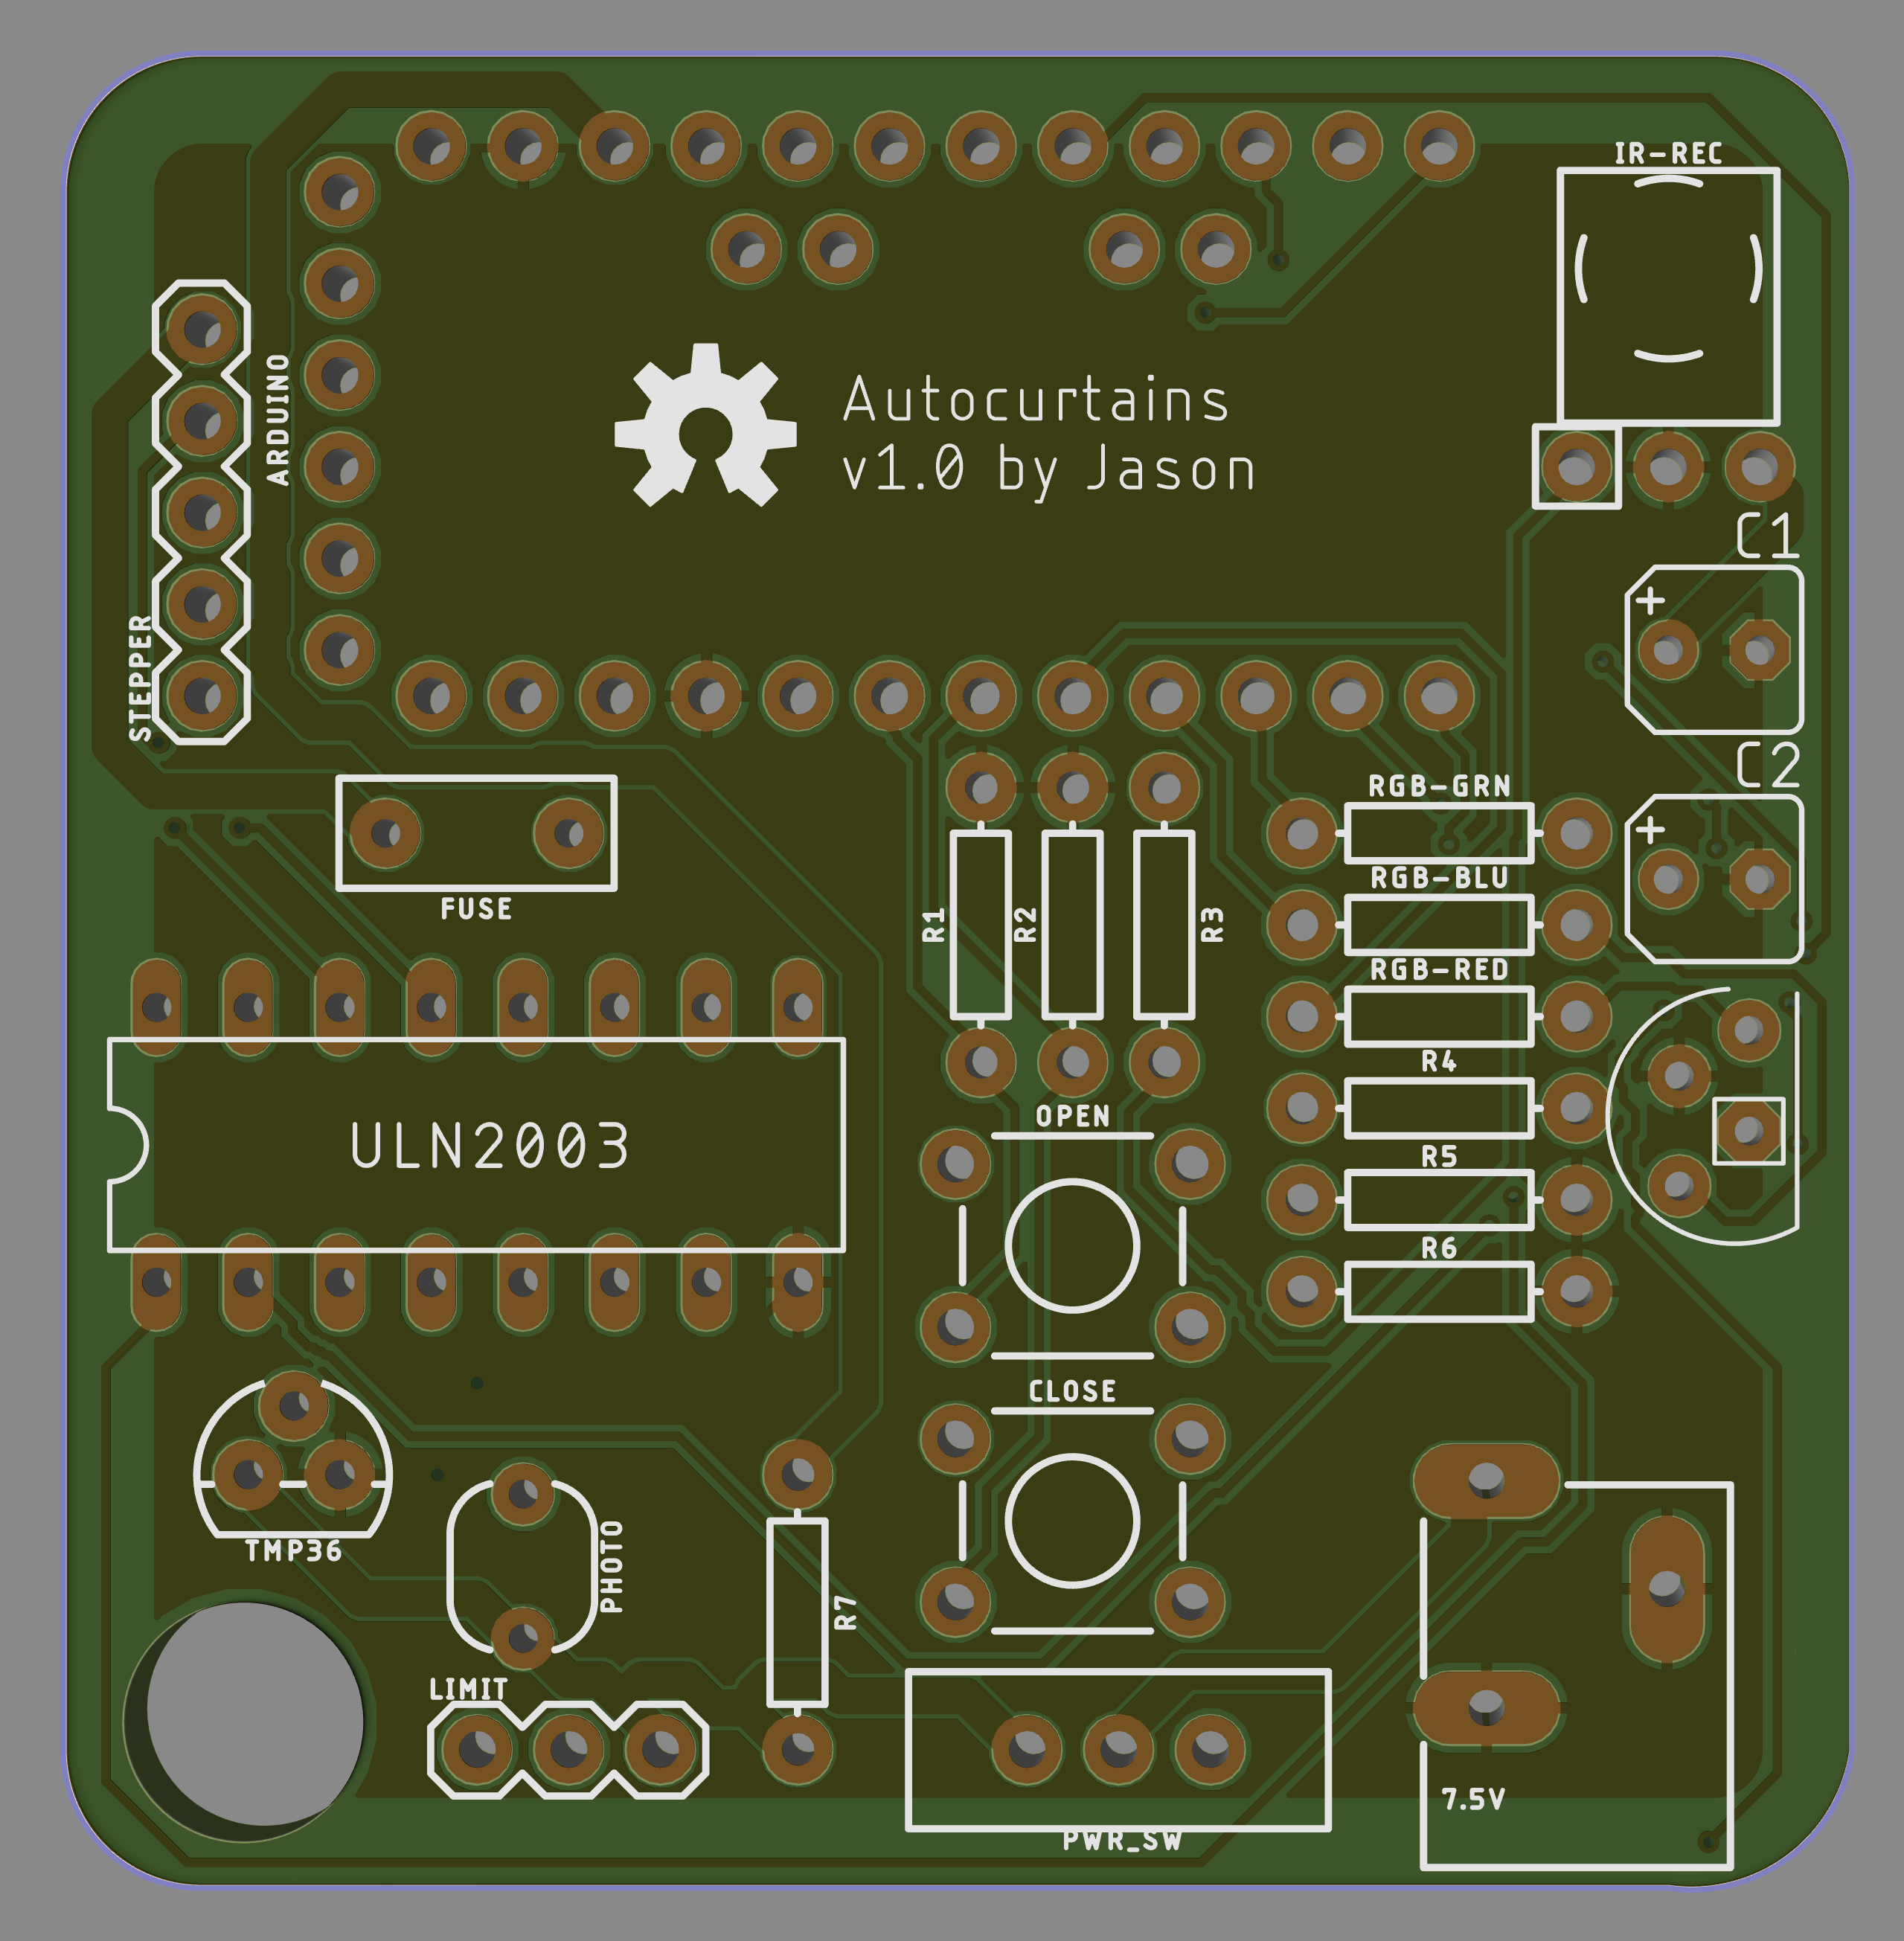 IR-REC
ARDUINO
Autocurtains
v1.0 by Jason
C1
STEPPER
C2
RGB-GRN
RGB-BLU
FUSE
R1
R2
R3
RGB-RED
R4
OPEN
ULN2003
R5
R6
CLOSE
TMP36
PHOTO
R7
LIMIT
7.5V
PWR_SW
+
+